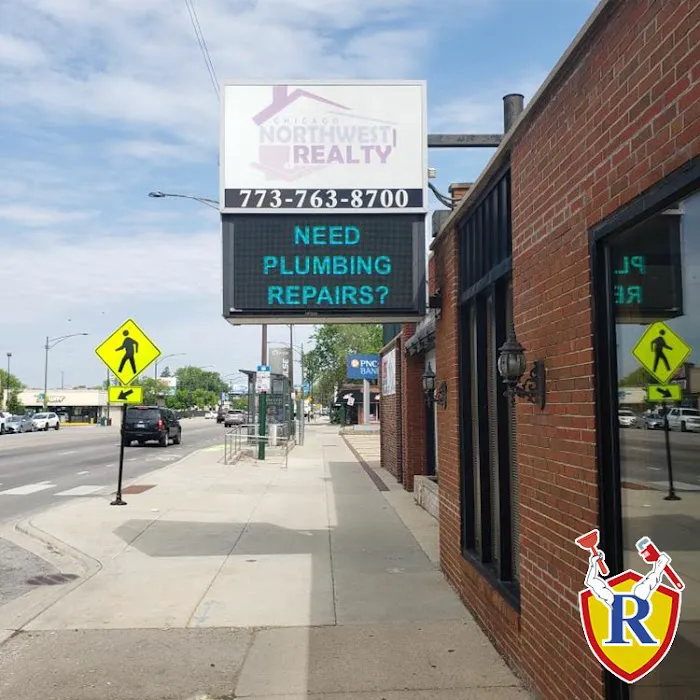 CHICAGO
NORTHWEST
REALTY
773-763-8700
NEED
PLUMBING
REPAIRS?
PNC
BANK
R